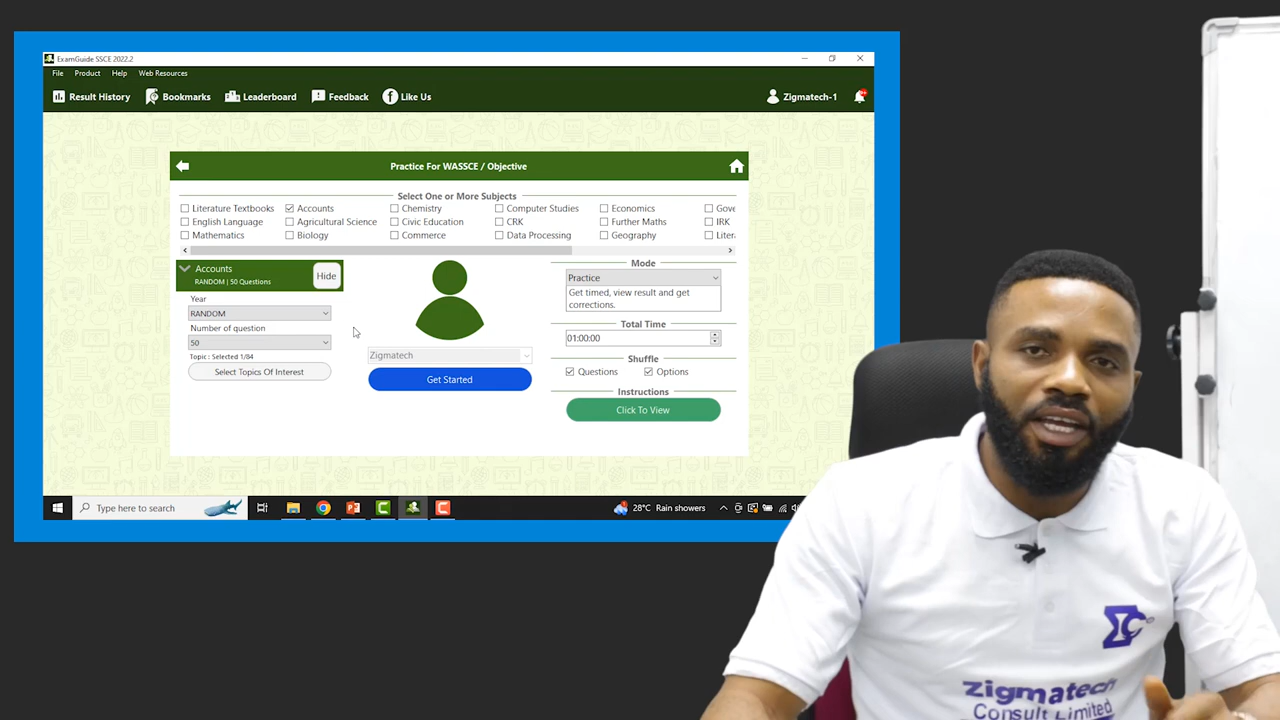 ExamGuide SSCE 2022.2
File Product Help Web Resources
Result History Bookmarks Leaderboard Feedback Like Us Zigmatech-1
Practice For WASSCE / Objective
Select One or More Subjects
Literature Textbooks Accounts Chemistry Computer Studies Economics Gove
English Language Agricultural Science Civic Education CRK Further Maths IRK
Mathematics Biology Commerce Data Processing Geography Liter
Accounts
RANDOM | 50 Questions
Hide
Year
RANDOM
Number of question
50
Topic : Selected 1/84
Select Topics Of Interest
Zigmatech
Get Started
Mode
Practice
Get timed, view result and get
corrections.
Total Time
01:00:00
Shuffle
Questions Options
Instructions
Click To View
Type here to search
28°C Rain showers
Zigmatech
Consult Limited